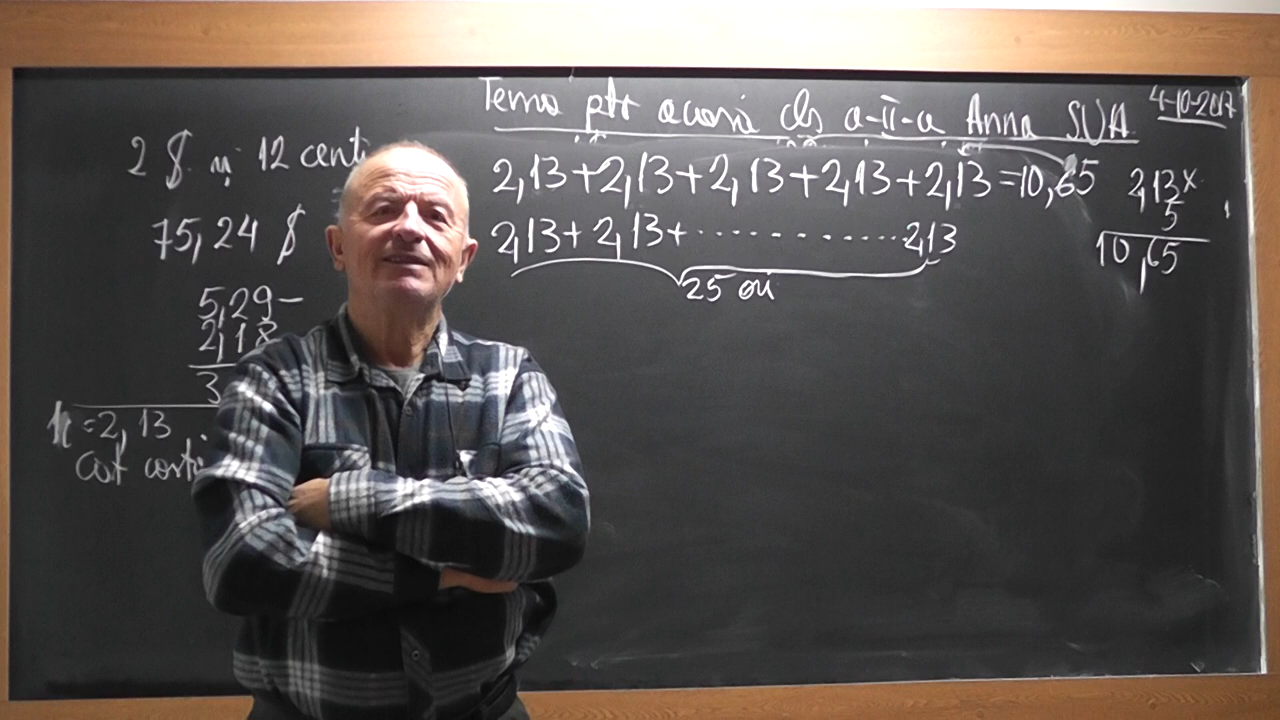 Tema ptr acasă cls a-II-a Anna SUA
4-10-2017
2 $ și 12 cenți
75,24 $
5,29-
2,18
3
k=2,13
Cât costă
2,13+2,13+2,13+2,13+2,13=10,65
2,13+2,13+............2,13
25 ori
2,13x
5
10,65